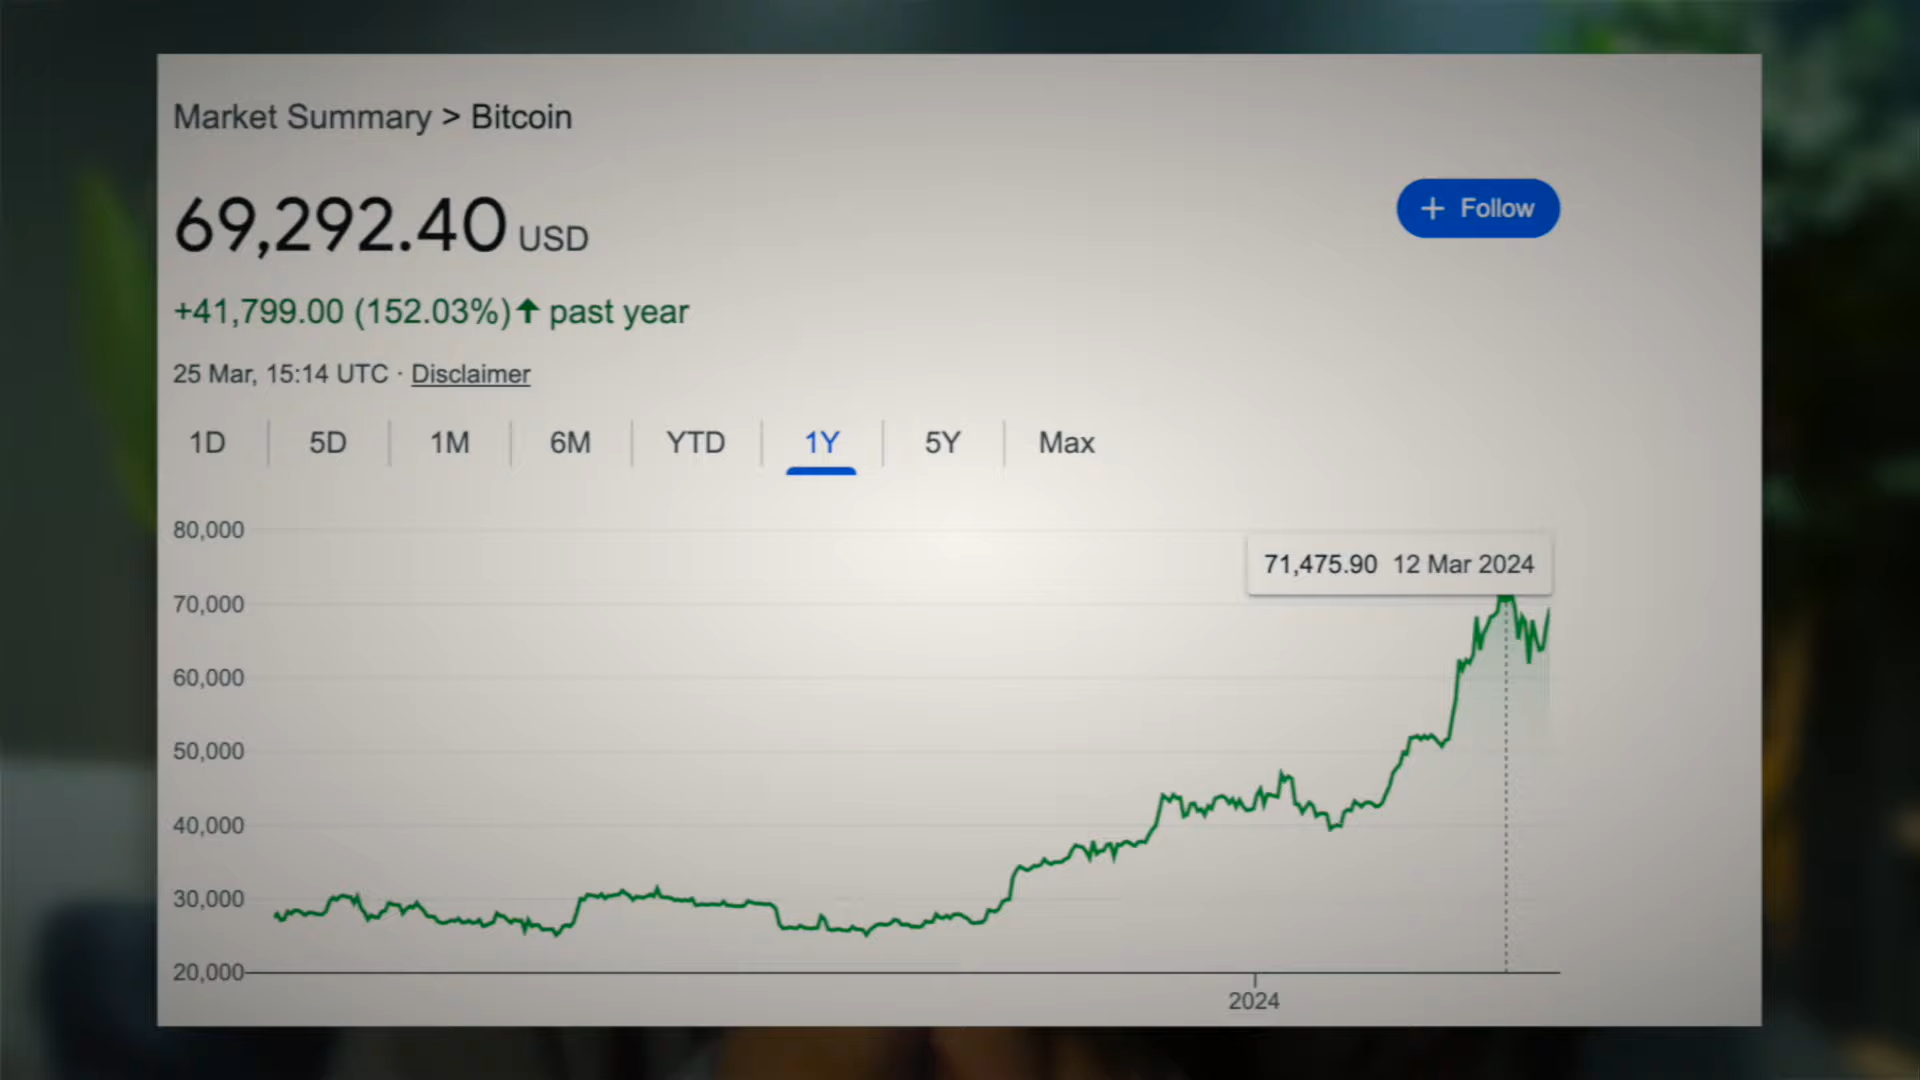 Market Summary > Bitcoin
69,292.40 USD
+ Follow
+41,799.00 (152.03%)↑ past year
25 Mar, 15:14 UTC · Disclaimer
1D 5D 1M 6M YTD 1Y 5Y Max
80,000
71,475.90 12 Mar 2024
70,000
60,000
50,000
40,000
30,000
20,000
2024